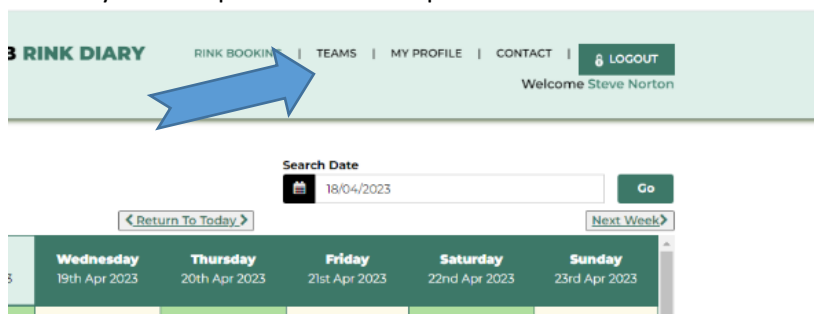 RINK DIARY
RINK BOOKING | TEAMS | MY PROFILE | CONTACT | LOGOUT
Welcome Steve Norton
Search Date
18/04/2023 Go
Return To Today Next Week
Wednesday Thursday Friday Saturday Sunday
19th Apr 2023 20th Apr 2023 21st Apr 2023 22nd Apr 2023 23rd Apr 2023